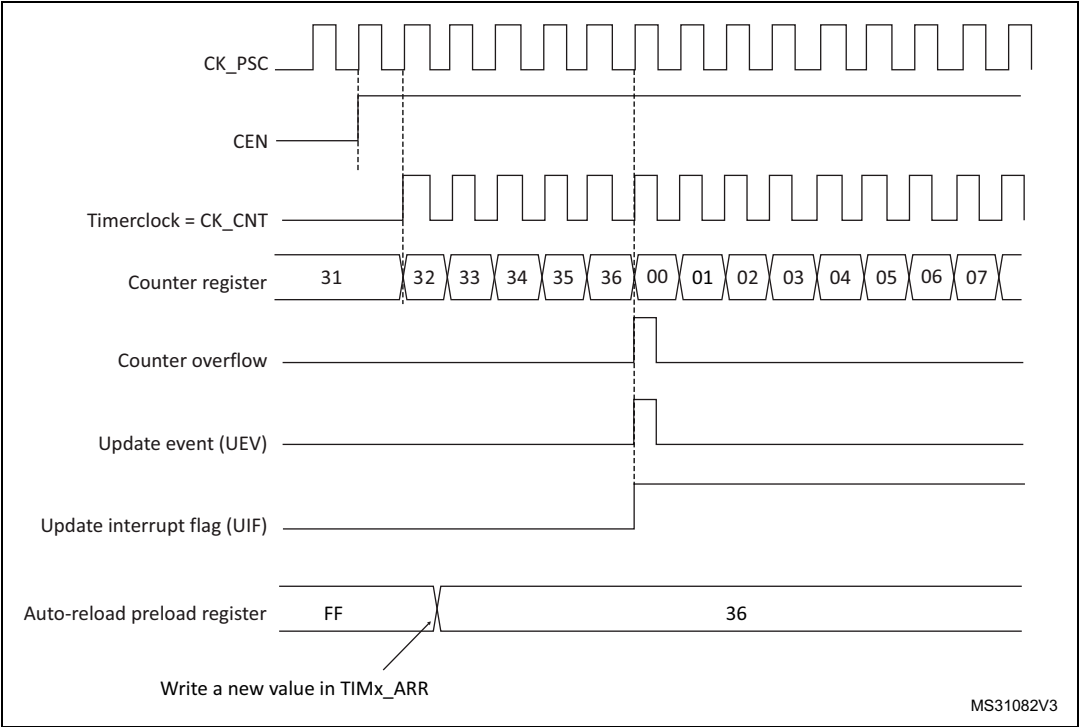 CK_PSC
CEN
Timerclock = CK_CNT
Counter register 31 32 33 34 35 36 00 01 02 03 04 05 06 07
Counter overflow
Update event (UEV)
Update interrupt flag (UIF)
Auto-reload preload register FF 36
Write a new value in TIMx_ARR
MS31082V3